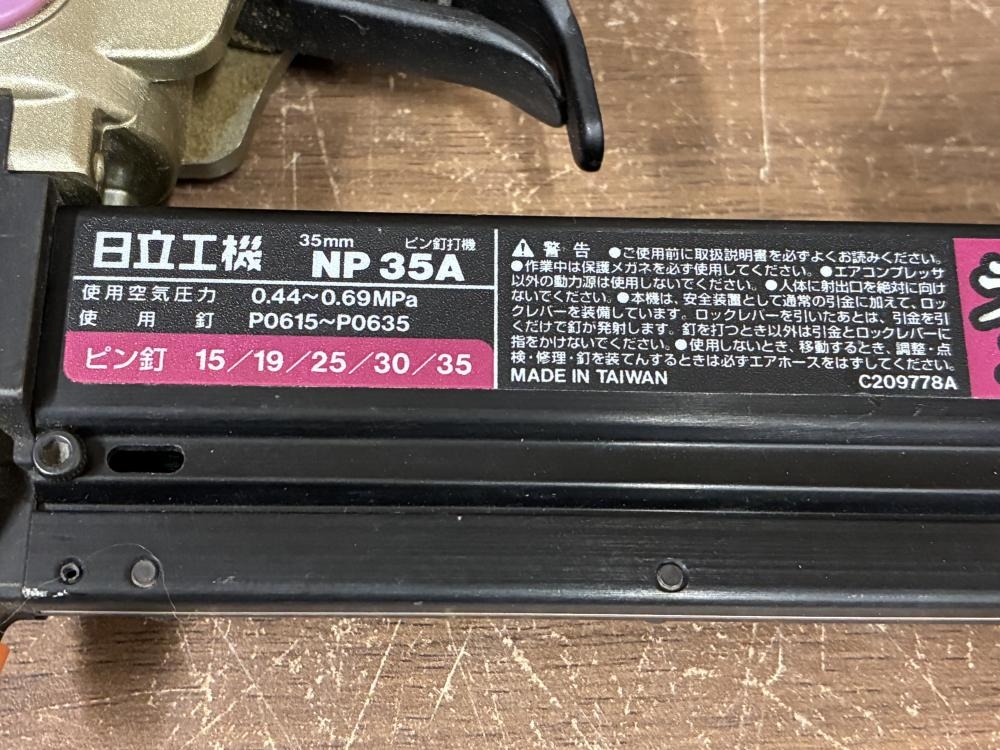 日立工機
35mm ピン釘打機
NP 35A
使用空気圧力 0.44～0.69MPa
使用釘 P0615～P0635
ピン釘 15/19/25/30/35
警告 ●ご使用前に取扱説明書を必ずよくお読みください。
●作業中は保護メガネを必ず使用してください。●エアコンプレッサ
以外の動力源は使用しないでください。●人体に射出口を絶対に向け
ないでください。●本機は、安全装置として通常の引金に加えて、ロッ
クレバーを装備しています。ロックレバーを引いたあとは、引金を引
くだけで釘が発射します。釘を打つとき以外は引金とロックレバーに
指をかけないでください。●使用しないとき、移動するとき、調整・点
検・修理・釘を装てんするときは必ずエアホースをはずしてください。
MADE IN TAIWAN C209778A